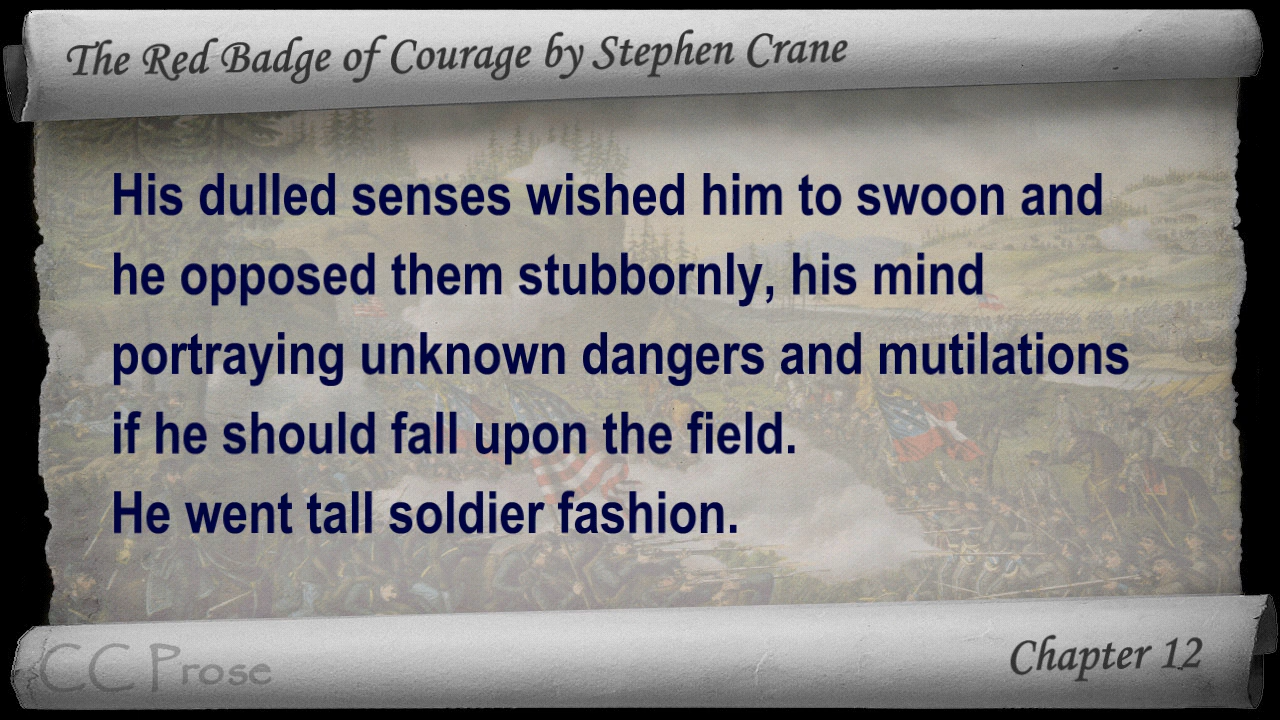 The Red Badge of Courage by Stephen Crane
His dulled senses wished him to swoon and
he opposed them stubbornly, his mind
portraying unknown dangers and mutilations
if he should fall upon the field.
He went tall soldier fashion.
CC Prose
Chapter 12